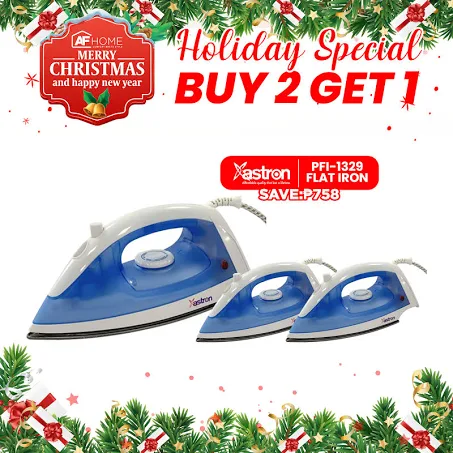 AF HOME
MERRY
CHRISTMAS
and happy new year
Holiday Special
BUY 2 GET 1
astron
PFI-1329
FLAT IRON
SAVE ₱758
astron
astron
astron